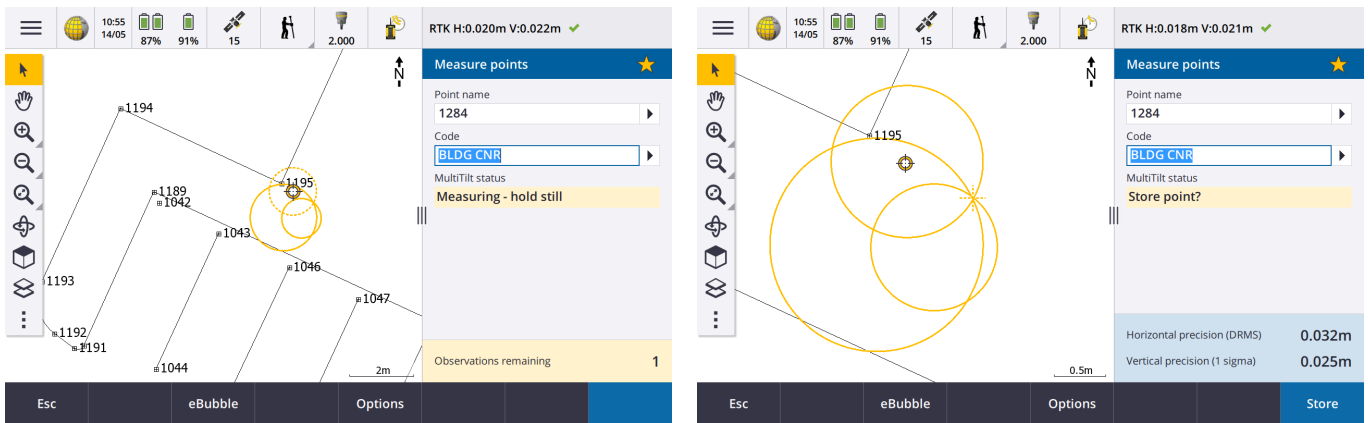 10:55
14/05
87%
91%
15
2.000
RTK H:0.020m V:0.022m
Measure points
Point name
1284
Code
BLDG CNR
MultiTilt status
Measuring - hold still
Observations remaining 1
N
1194
1195
1189
1042
1043
1046
1193
1047
1192
1191
1044
2m
Esc eBubble Options
10:55
14/05
87%
91%
15
2.000
RTK H:0.018m V:0.021m
Measure points
Point name
1284
Code
BLDG CNR
MultiTilt status
Store point?
Horizontal precision (DRMS) 0.032m
Vertical precision (1 sigma) 0.025m
N
1195
0.5m
Esc eBubble Options Store